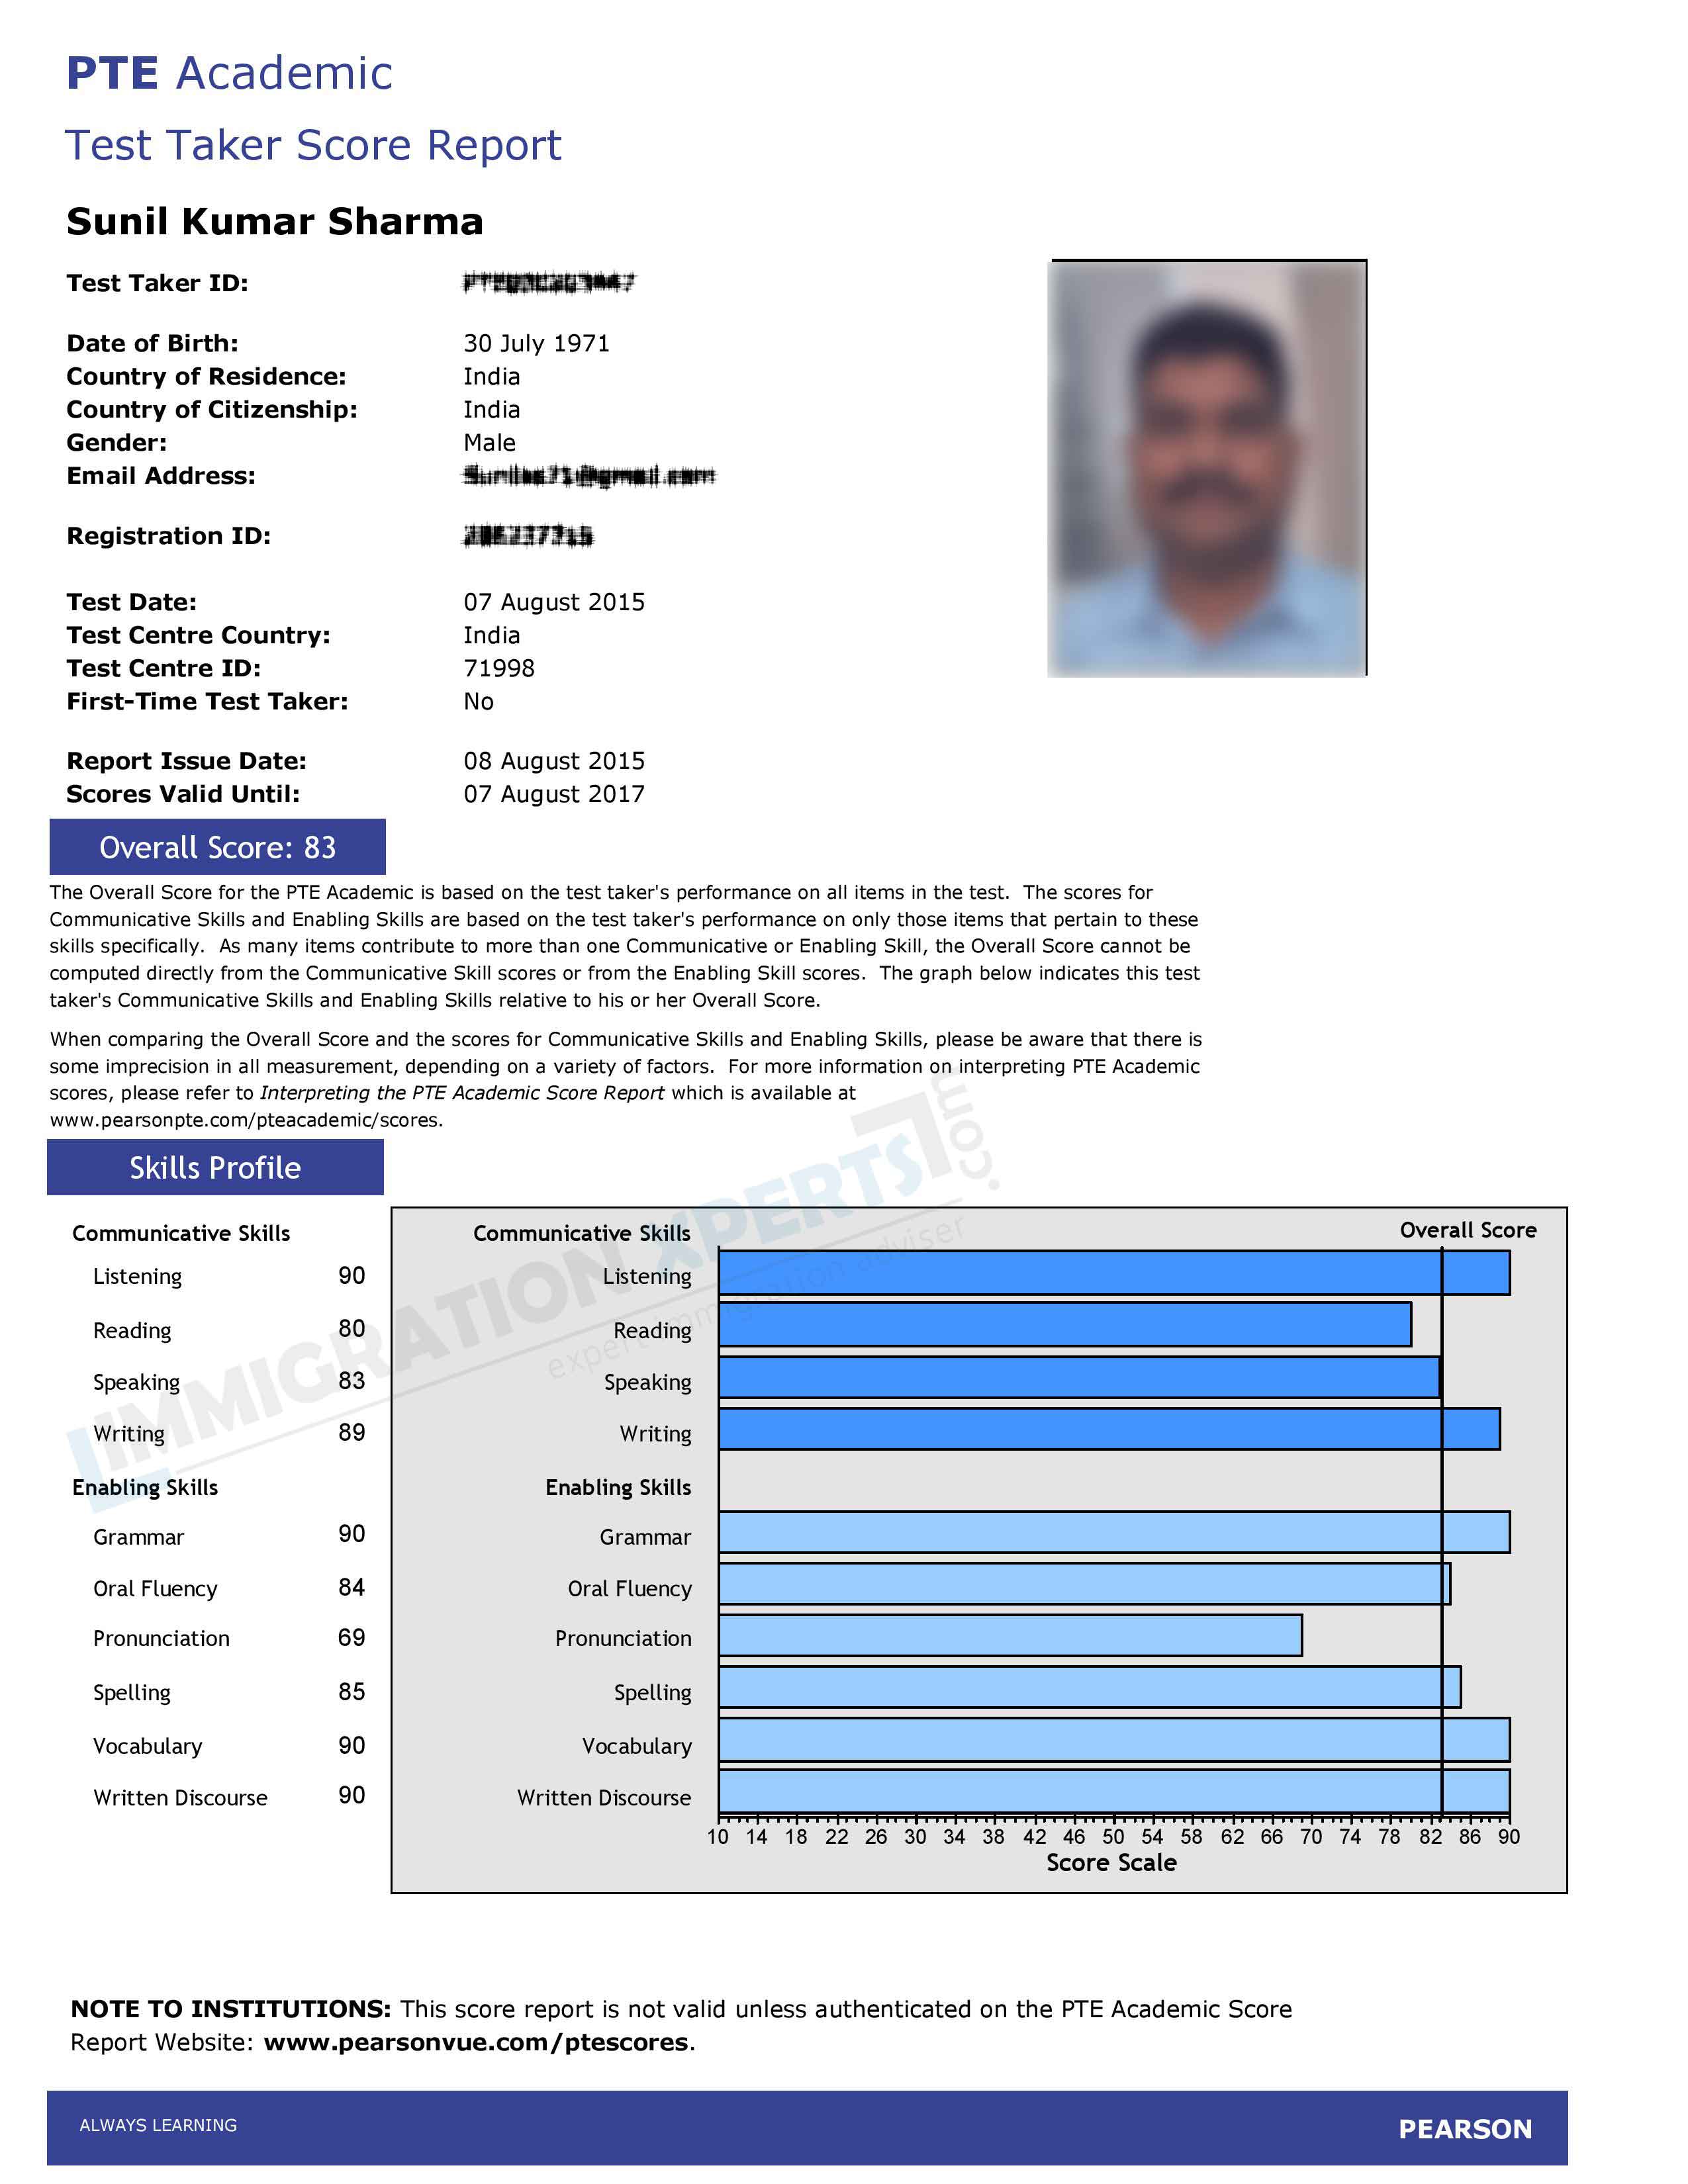 PTE Academic
Test Taker Score Report
Sunil Kumar Sharma
Test Taker ID:
Date of Birth: 30 July 1971
Country of Residence: India
Country of Citizenship: India
Gender: Male
Email Address:
Registration ID:
Test Date: 07 August 2015
Test Centre Country: India
Test Centre ID: 71998
First-Time Test Taker: No
Report Issue Date: 08 August 2015
Scores Valid Until: 07 August 2017
Overall Score: 83
The Overall Score for the PTE Academic is based on the test taker's performance on all items in the test. The scores for
Communicative Skills and Enabling Skills are based on the test taker's performance on only those items that pertain to these
skills specifically. As many items contribute to more than one Communicative or Enabling Skill, the Overall Score cannot be
computed directly from the Communicative Skill scores or from the Enabling Skill scores. The graph below indicates this test
taker's Communicative Skills and Enabling Skills relative to his or her Overall Score.
When comparing the Overall Score and the scores for Communicative Skills and Enabling Skills, please be aware that there is
some imprecision in all measurement, depending on a variety of factors. For more information on interpreting PTE Academic
scores, please refer to Interpreting the PTE Academic Score Report which is available at
www.pearsonpte.com/pteacademic/scores.
Skills Profile
Communicative Skills
Listening 90
Reading 80
Speaking 83
Writing 89
Enabling Skills
Grammar 90
Oral Fluency 84
Pronunciation 69
Spelling 85
Vocabulary 90
Written Discourse 90
Communicative Skills Overall Score
Listening
Reading
Speaking
Writing
Enabling Skills
Grammar
Oral Fluency
Pronunciation
Spelling
Vocabulary
Written Discourse
10 14 18 22 26 30 34 38 42 46 50 54 58 62 66 70 74 78 82 86 90
Score Scale
IMMIGRATION XPERTS .com
expert immigration adviser
NOTE TO INSTITUTIONS: This score report is not valid unless authenticated on the PTE Academic Score
Report Website: www.pearsonvue.com/ptescores.
ALWAYS LEARNING PEARSON